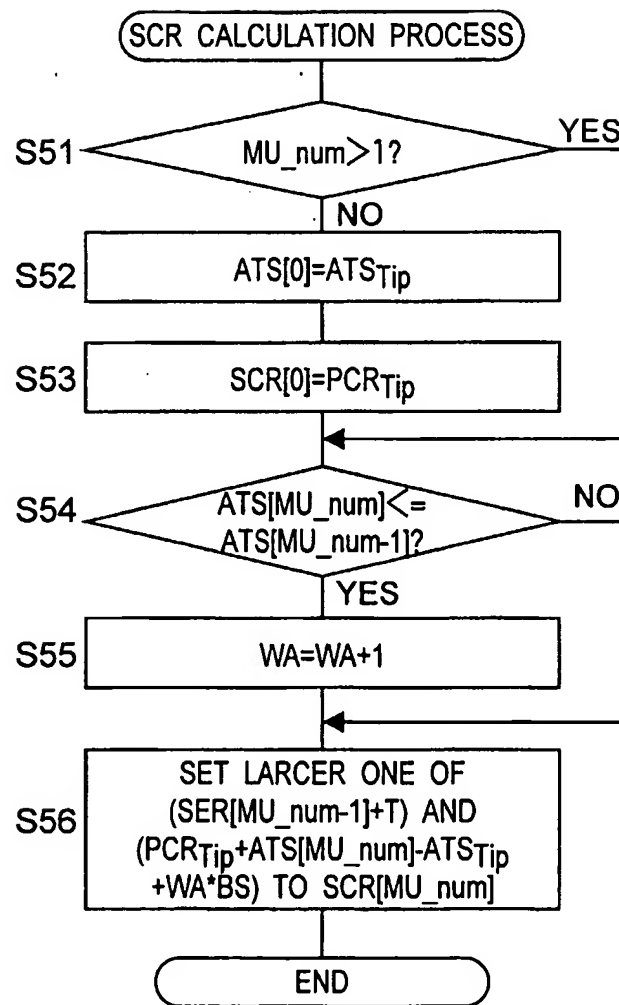 SCR CALCULATION PROCESS
S51
MU_num>1?
YES
NO
S52
ATS[0]=ATSTip
S53
SCR[0]=PCRTip
S54
ATS[MU_num]<=
ATS[MU_num-1]?
NO
YES
S55
WA=WA+1
S56
SET LARCER ONE OF
(SER[MU_num-1]+T) AND
(PCRTip+ATS[MU_num]-ATSTip
+WA*BS) TO SCR[MU_num]
END